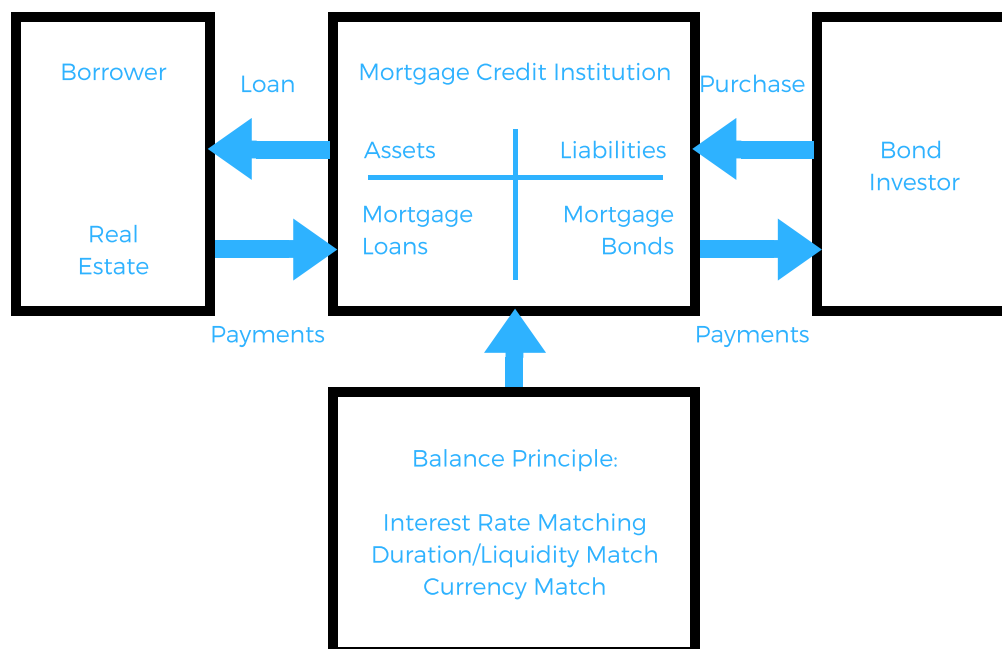 Borrower
Loan
Real
Estate
Payments
Mortgage Credit Institution
Assets
Liabilities
Mortgage
Loans
Mortgage
Bonds
Purchase
Payments
Bond
Investor
Balance Principle:
Interest Rate Matching
Duration/Liquidity Match
Currency Match